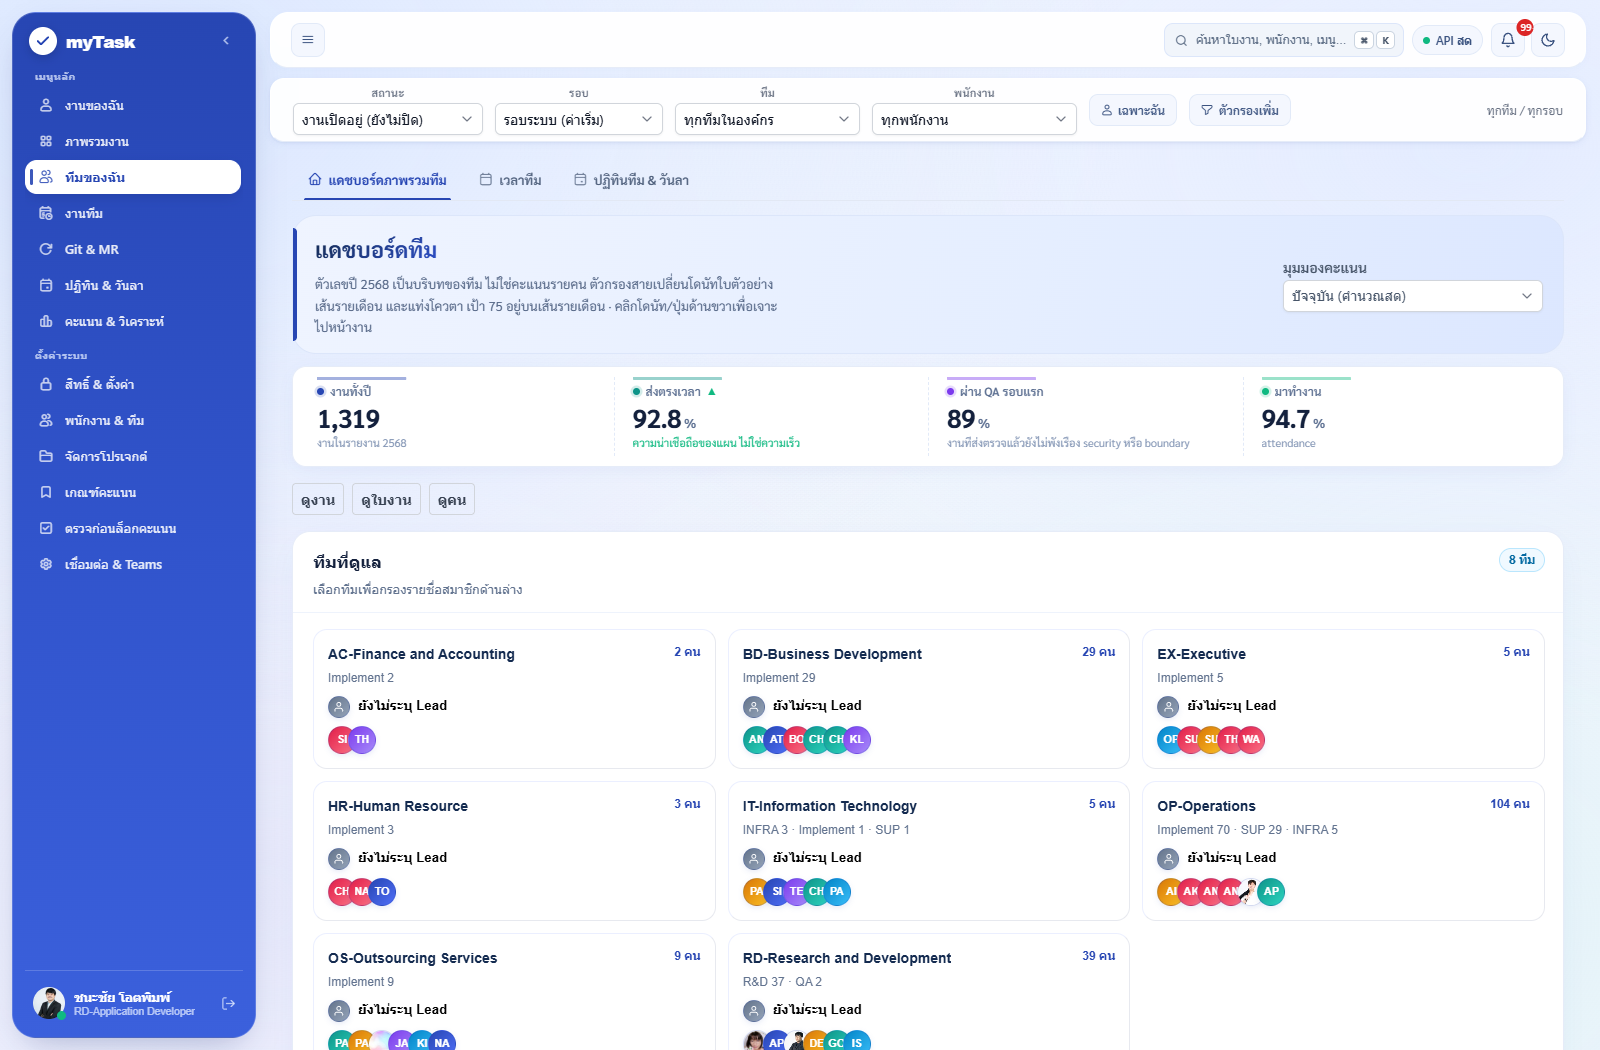 myTask
เมนูหลัก
งานของฉัน
ภาพรวมงาน
ทีมของฉัน
งานทีม
Git & MR
ปฏิทิน & วันลา
คะแนน & วิเคราะห์
ตั้งค่าระบบ
สิทธิ์ & ตั้งค่า
พนักงาน & ทีม
จัดการโปรเจกต์
เกณฑ์คะแนน
ตรวจก่อนล็อกคะแนน
เชื่อมต่อ & Teams
ชนะชัย โอตพิมพ์
RD-Application Developer
ค้นหาใบงาน, พนักงาน, เมนู... ⌘ K
API สด
99
สถานะ รอบ ทีม พนักงาน
งานเปิดอยู่ (ยังไม่ปิด) รอบระบบ (ค่าเริ่ม) ทุกทีมในองค์กร ทุกพนักงาน เฉพาะฉัน ตัวกรองเพิ่ม ทุกทีม / ทุกรอบ
แดชบอร์ดภาพรวมทีม เวลาทีม ปฏิทินทีม & วันลา
แดชบอร์ดทีม
ตัวเลขปี 2568 เป็นบริบทของทีม ไม่ใช่คะแนนรายคน ตัวกรองสายเปลี่ยนโดนัทใบตัวอย่าง
เส้นรายเดือน และแท่งโควตา เป้า 75 อยู่บนเส้นรายเดือน · คลิกโดนัท/ปุ่มด้านขวาเพื่อเจาะ
ไปหน้างาน
มุมมองคะแนน
ปัจจุบัน (คำนวณสด)
งานทั้งปี
1,319
งานในรายงาน 2568
ส่งตรงเวลา ▲
92.8 %
ความน่าเชื่อถือของแผน ไม่ใช่ความเร็ว
ผ่าน QA รอบแรก
89 %
งานที่ส่งตรวจแล้วยังไม่พังเรื่อง security หรือ boundary
มาทำงาน
94.7 %
attendance
ดูงาน ดูใบงาน ดูคน
ทีมที่ดูแล
8 ทีม
เลือกทีมเพื่อกรองรายชื่อสมาชิกด้านล่าง
AC-Finance and Accounting 2 คน
Implement 2
ยังไม่ระบุ Lead
SI TH
BD-Business Development 29 คน
Implement 29
ยังไม่ระบุ Lead
AN AT BO CH CH KL
EX-Executive 5 คน
Implement 5
ยังไม่ระบุ Lead
OF SU SU TH WA
HR-Human Resource 3 คน
Implement 3
ยังไม่ระบุ Lead
CH NA TO
IT-Information Technology 5 คน
INFRA 3 · Implement 1 · SUP 1
ยังไม่ระบุ Lead
PA SI TE CH PA
OP-Operations 104 คน
Implement 70 · SUP 29 · INFRA 5
ยังไม่ระบุ Lead
AI AK AN AN AP
OS-Outsourcing Services 9 คน
Implement 9
ยังไม่ระบุ Lead
PA PA JA KI NA
RD-Research and Development 39 คน
R&D 37 · QA 2
ยังไม่ระบุ Lead
AP DE GO IS